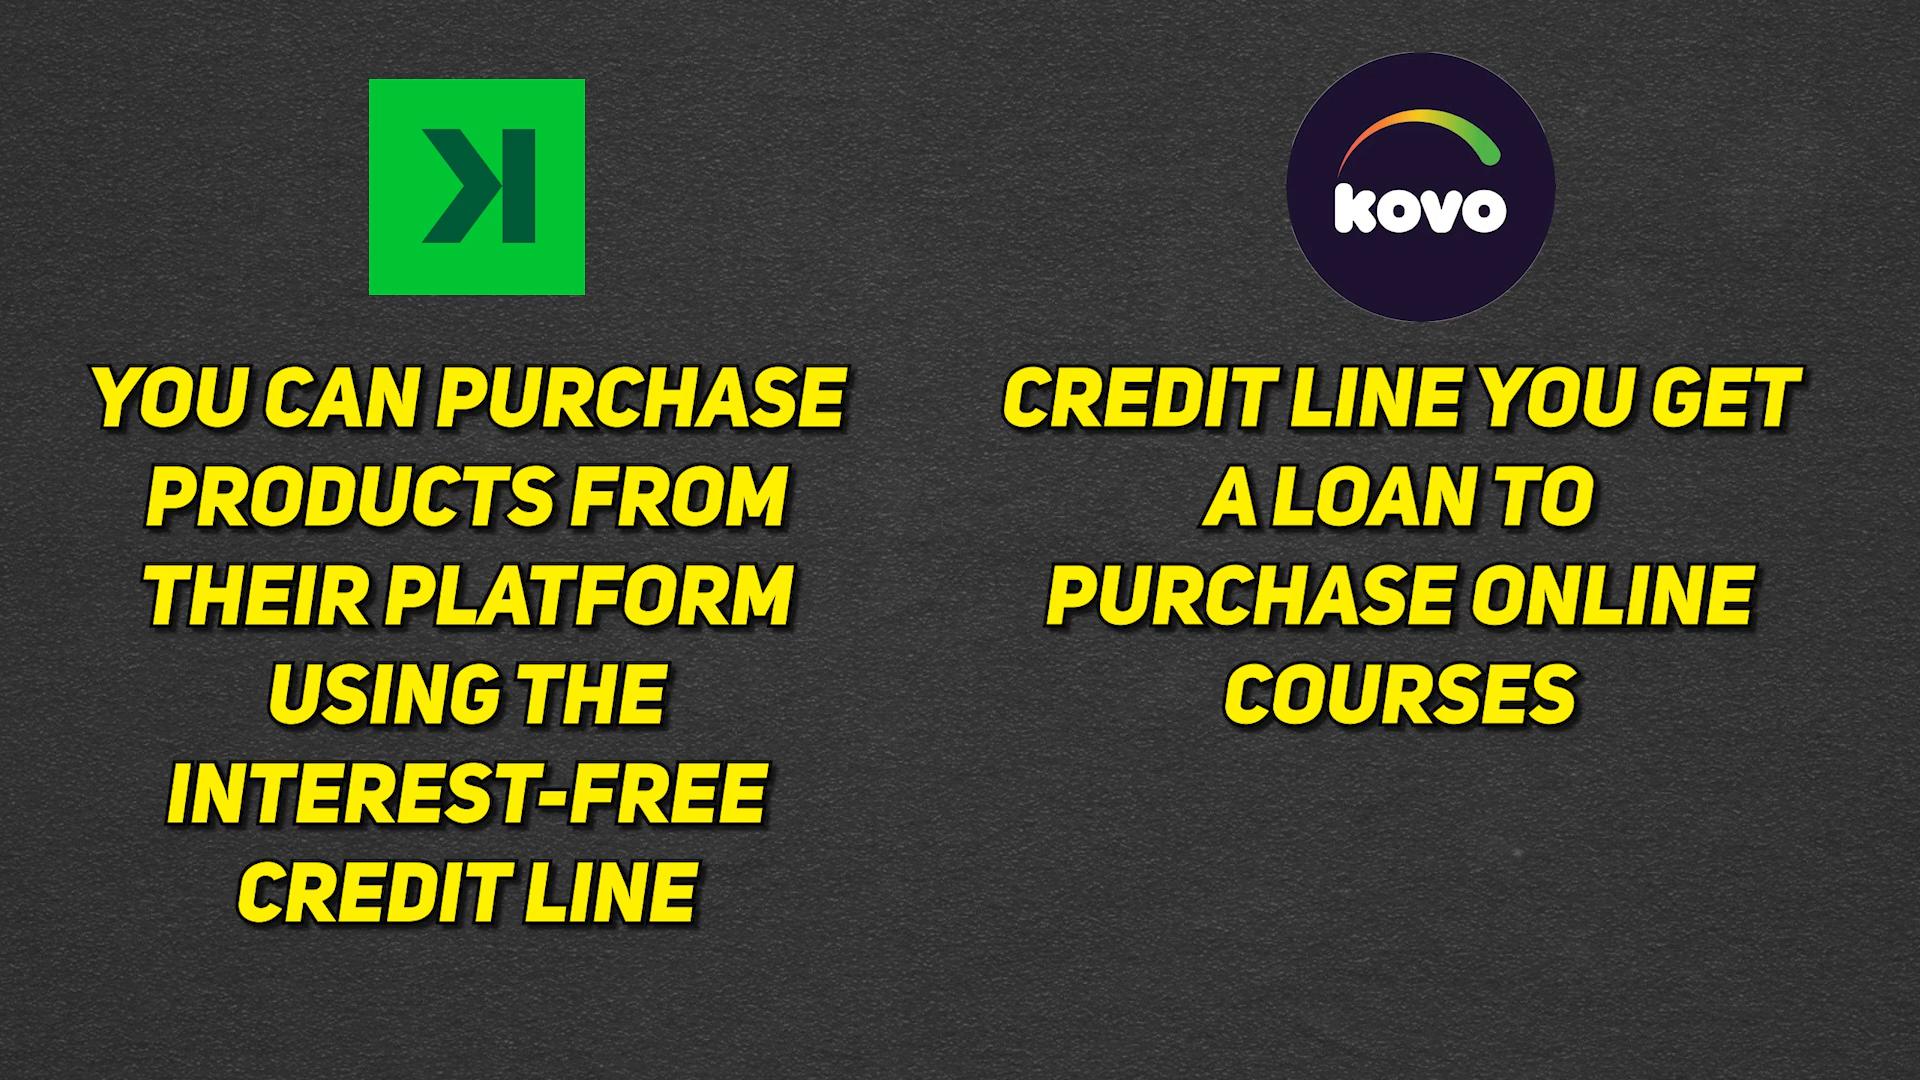 kovo
YOU CAN PURCHASE
PRODUCTS FROM
THEIR PLATFORM
USING THE
INTEREST-FREE
CREDIT LINE
CREDIT LINE YOU GET
A LOAN TO
PURCHASE ONLINE
COURSES